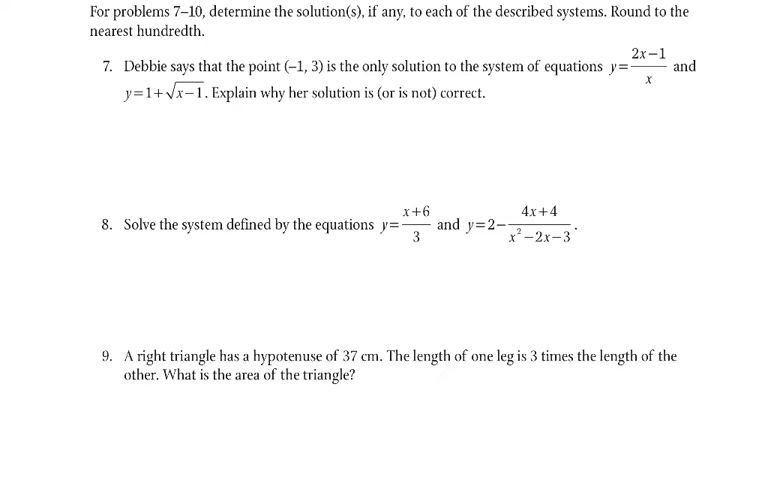 For problems 7–10, determine the solution(s), if any, to each of the described systems. Round to the
nearest hundredth.
7. Debbie says that the point (–1, 3) is the only solution to the system of equations y=(2x−1)/x and
y=1+√(x−1). Explain why her solution is (or is not) correct.
8. Solve the system defined by the equations y=(x+6)/3 and y=2−(4x+4)/(x²−2x−3).
9. A right triangle has a hypotenuse of 37 cm. The length of one leg is 3 times the length of the
other. What is the area of the triangle?